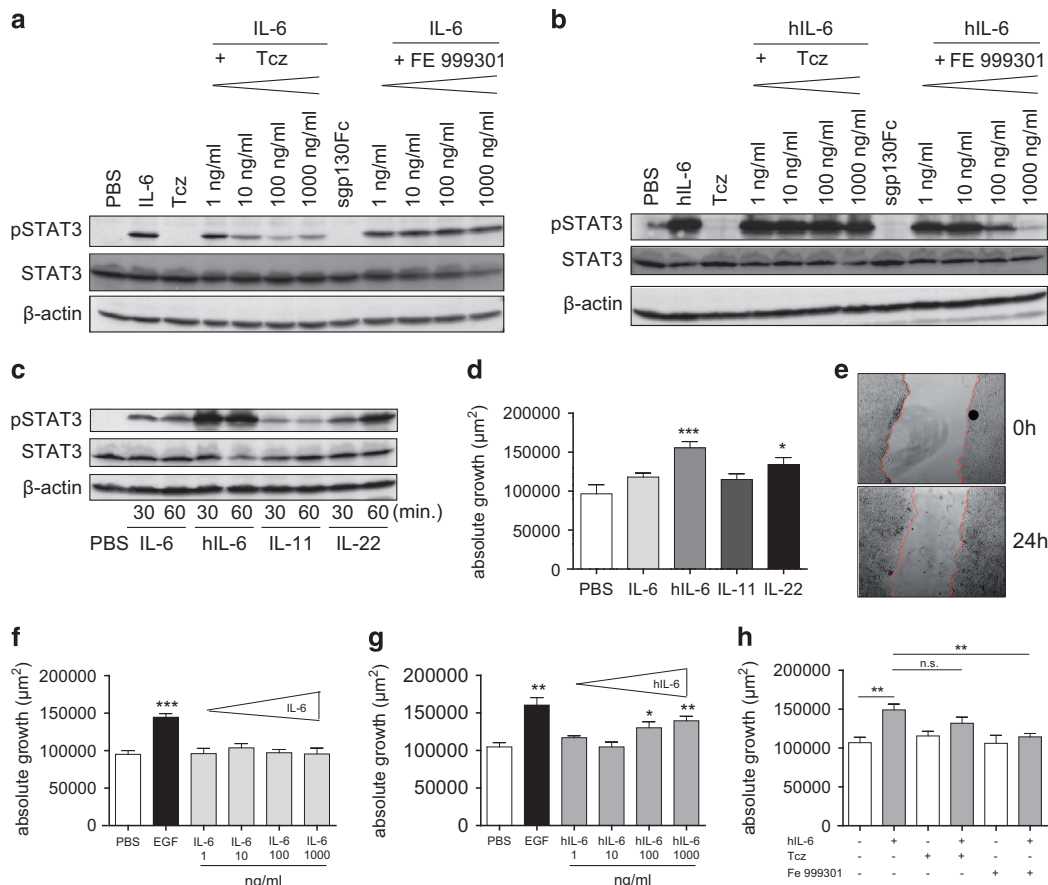 a
IL-6 IL-6
+ Tcz + FE 999301
PBS IL-6 Tcz 1 ng/ml 10 ng/ml 100 ng/ml 1000 ng/ml sgp130Fc 1 ng/ml 10 ng/ml 100 ng/ml 1000 ng/ml
pSTAT3
STAT3
β-actin
b
hIL-6 hIL-6
+ Tcz + FE 999301
PBS hIL-6 Tcz 1 ng/ml 10 ng/ml 100 ng/ml 1000 ng/ml sgp130Fc 1 ng/ml 10 ng/ml 100 ng/ml 1000 ng/ml
pSTAT3
STAT3
β-actin
c
pSTAT3
STAT3
β-actin
30 60 30 60 30 60 30 60 (min.)
PBS IL-6 hIL-6 IL-11 IL-22
d
absolute growth (µm²)
200000
150000
100000
50000
0
***
*
PBS IL-6 hIL-6 IL-11 IL-22
e
0h
24h
f
absolute growth (µm²)
200000
150000
100000
50000
0
***
IL-6
PBS EGF IL-6 IL-6 IL-6 IL-6
1 10 100 1000
ng/ml
g
absolute growth (µm²)
200000
150000
100000
50000
0
**
hIL-6
* **
PBS EGF hIL-6 hIL-6 hIL-6 hIL-6
1 10 100 1000
ng/ml
h
absolute growth (µm²)
200000
150000
100000
50000
0
**
n.s.
**
hIL-6 - + - + - +
Tcz - - + + - -
Fe 999301 - - - - + +